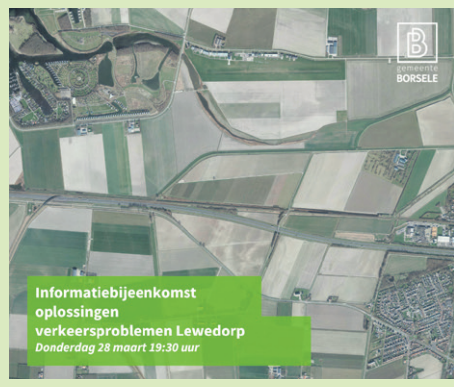 gemeente
BORSELE
Informatiebijeenkomst
oplossingen
verkeersproblemen Lewedorp
Donderdag 28 maart 19:30 uur